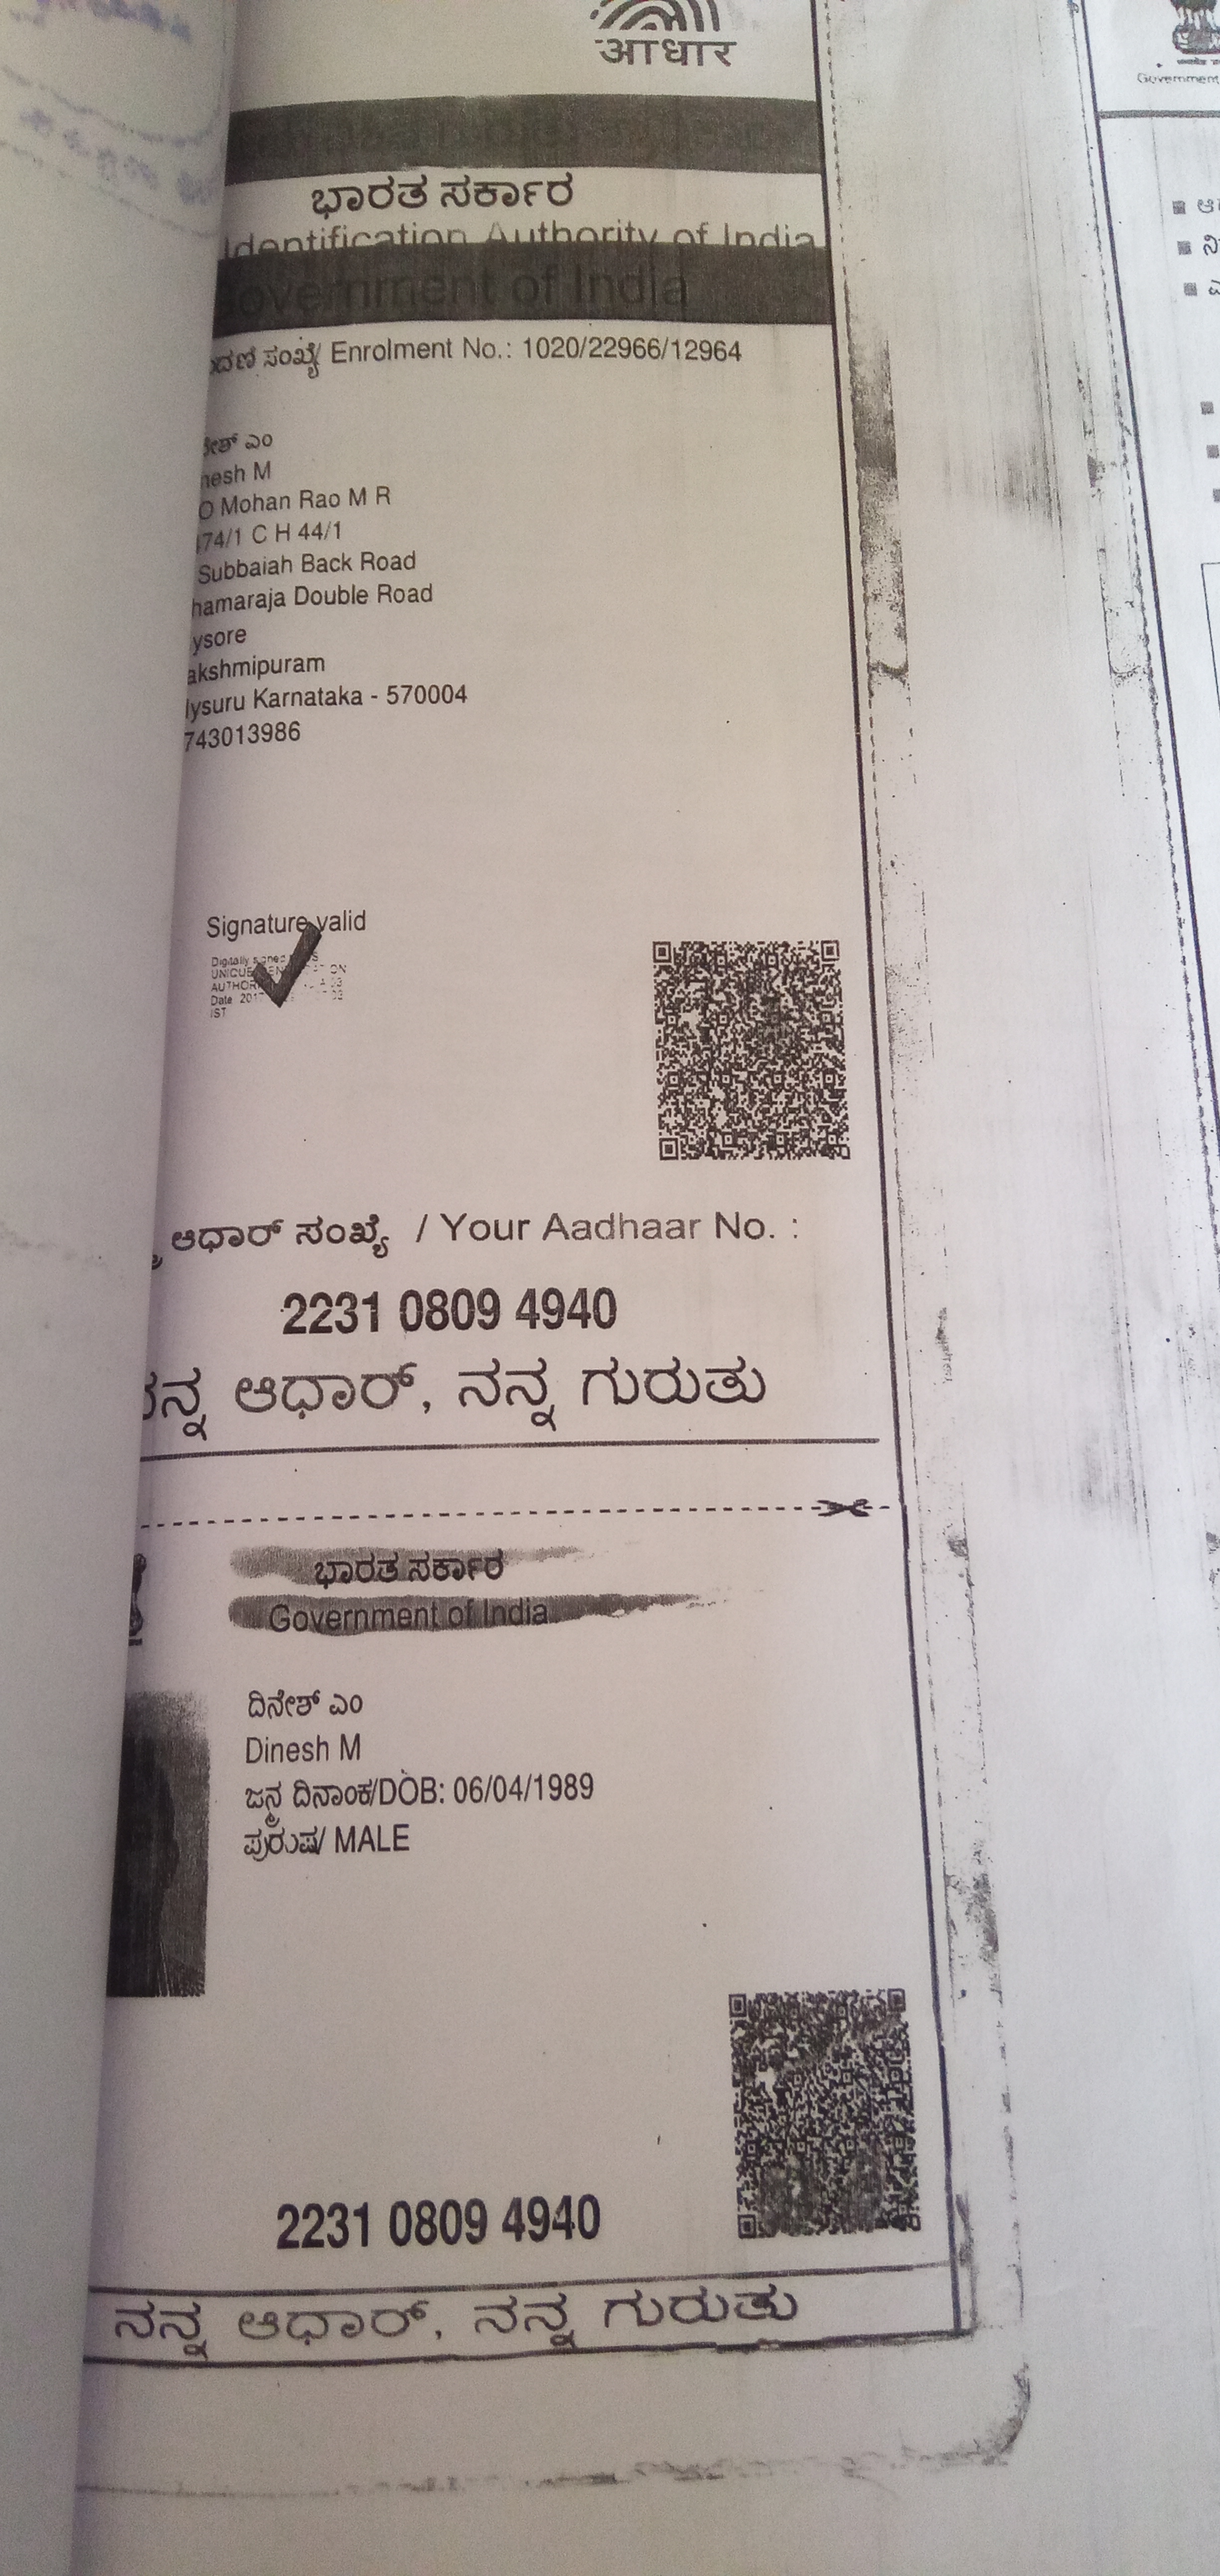 आधार
ಭಾರತ ಸರ್ಕಾರ
Identification Authority of India
Government of India
ಸಂಖ್ಯೆ/ Enrolment No.: 1020/22966/12964
ಎಂ
nesh M
O Mohan Rao M R
74/1 C H 44/1
Subbaiah Back Road
hamaraja Double Road
ysore
akshmipuram
ysuru Karnataka - 570004
743013986
Signature valid
ಆಧಾರ್ ಸಂಖ್ಯೆ / Your Aadhaar No. :
2231 0809 4940
ನನ್ನ ಆಧಾರ್, ನನ್ನ ಗುರುತು
ಭಾರತ ಸರ್ಕಾರ
Government of India
ದಿನೇಶ್ ಎಂ
Dinesh M
ಜನ್ಮ ದಿನಾಂಕ/DOB: 06/04/1989
ಪುರುಷ/ MALE
2231 0809 4940
ನನ್ನ ಆಧಾರ್, ನನ್ನ ಗುರುತು
Government